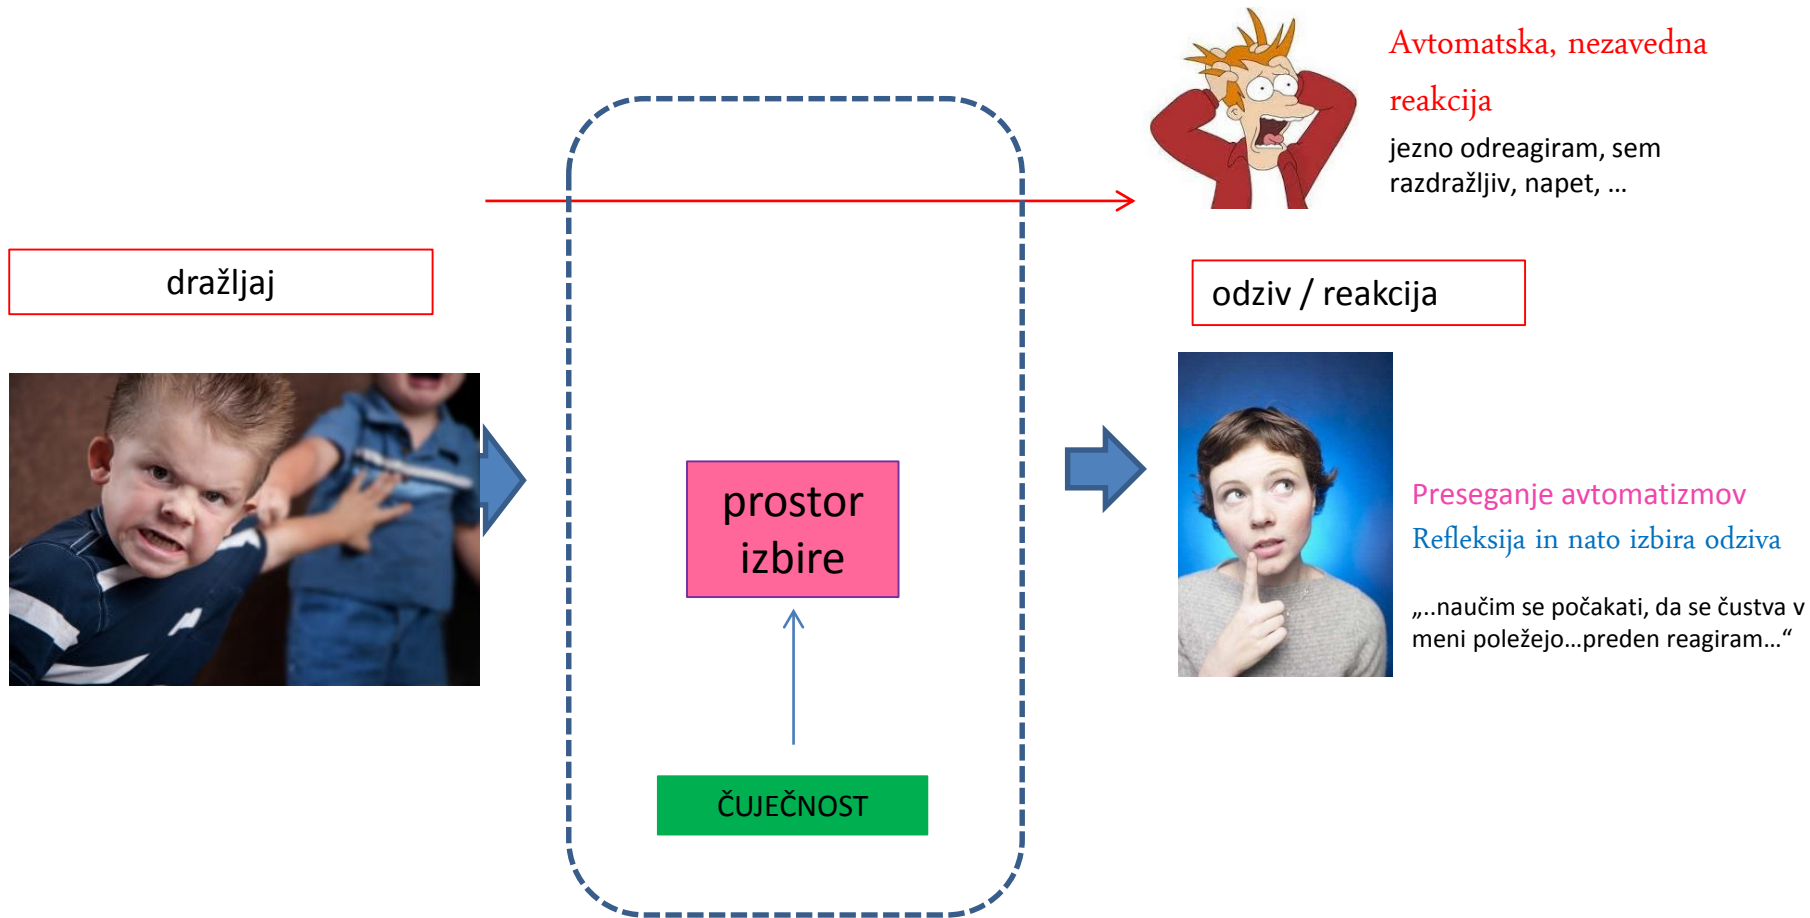 Avtomatska, nezavedna
reakcija
jezno odreagiram, sem
razdražljiv, napet, ...
dražljaj
odziv / reakcija
prostor
izbire
Preseganje avtomatizmov
Refleksija in nato izbira odziva
„..naučim se počakati, da se čustva v
meni poležejo...preden reagiram...“
ČUJEČNOST